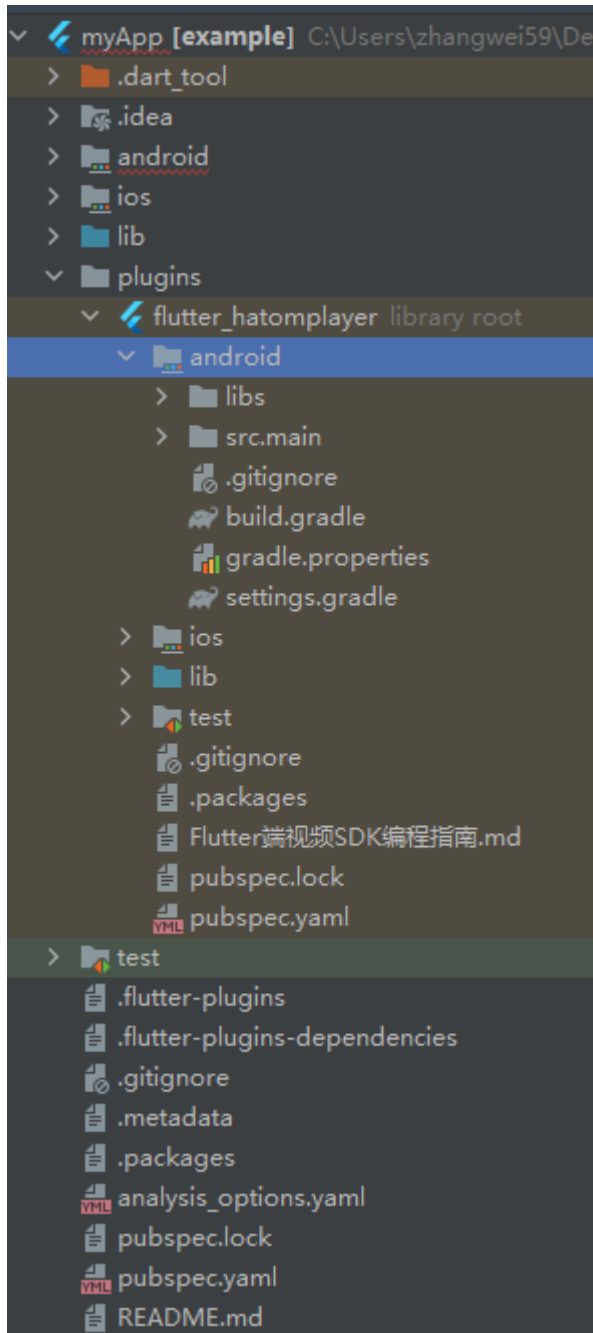 myApp [example] C:\Users\zhangwei59\De
.dart_tool
.idea
android
ios
lib
plugins
flutter_hatomplayer library root
android
libs
src.main
.gitignore
build.gradle
gradle.properties
settings.gradle
ios
lib
test
.gitignore
.packages
Flutter端视频SDK编程指南.md
pubspec.lock
YML pubspec.yaml
test
.flutter-plugins
.flutter-plugins-dependencies
.gitignore
.metadata
.packages
YML analysis_options.yaml
pubspec.lock
YML pubspec.yaml
README.md